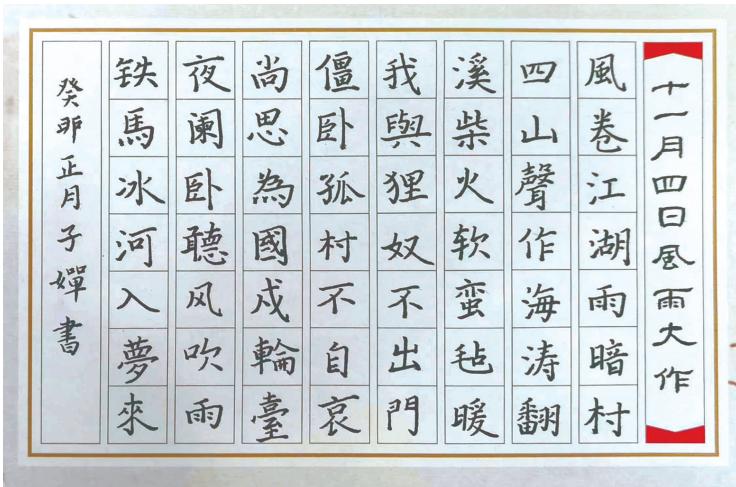 十一月四日风雨大作
風卷江湖雨暗村
四山聲作海涛翻
溪柴火软蛮毡暖
我與狸奴不出門
僵卧孤村不自哀
尚思為國戍輪臺
夜阑卧聽风吹雨
铁馬冰河入夢來
癸卯正月子嬋書